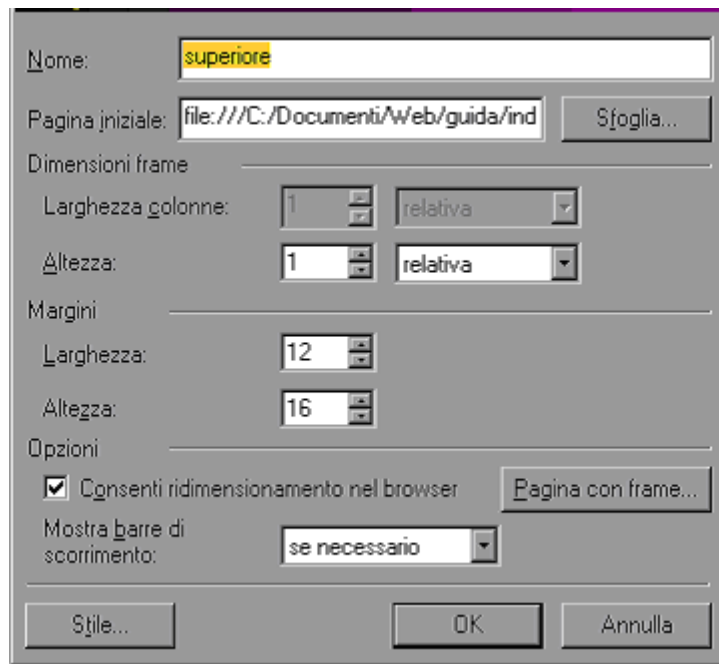 Nome: superiore
Pagina iniziale: file:///C:/Documenti/Web/guida/ind Sfoglia...
Dimensioni frame
Larghezza colonne: 1 relativa
Altezza: 1 relativa
Margini
Larghezza: 12
Altezza: 16
Opzioni
Consenti ridimensionamento nel browser Pagina con frame...
Mostra barre di
scorrimento: se necessario
Stile... OK Annulla